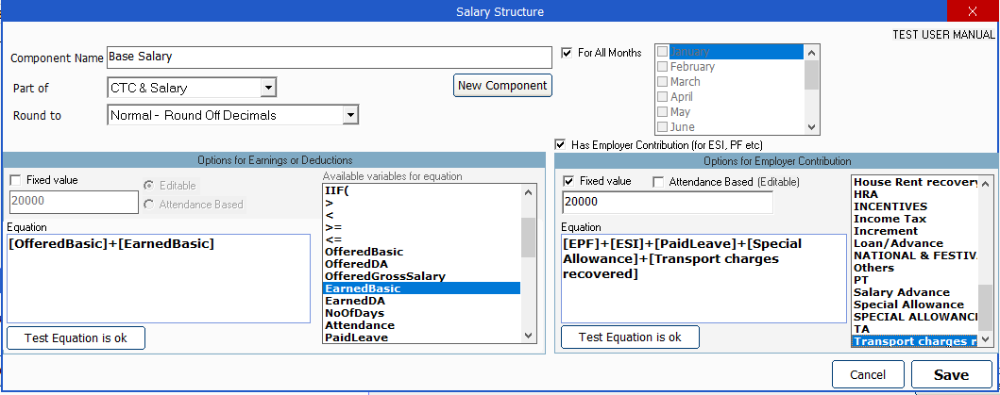 Salary Structure
X
TEST USER MANUAL
Component Name Base Salary
For All Months
January
February
March
April
May
June
Part of CTC & Salary
New Component
Round to Normal - Round Off Decimals
Has Employer Contribution (for ESI, PF etc)
Options for Earnings or Deductions
Fixed value
20000
Editable
Attendance Based
Equation
[OfferedBasic]+[EarnedBasic]
Test Equation is ok
Available variables for equation
IIF(
>
<
>=
<=
OfferedBasic
OfferedDA
OfferedGrossSalary
EarnedBasic
EarnedDA
NoOfDays
Attendance
PaidLeave
Options for Employer Contribution
Fixed value
Attendance Based (Editable)
20000
Equation
[EPF]+[ESI]+[PaidLeave]+[Special
Allowance]+[Transport charges
recovered]
Test Equation is ok
House Rent recovery
HRA
INCENTIVES
Income Tax
Increment
Loan/Advance
NATIONAL & FESTIV
Others
PT
Salary Advance
Special Allowance
SPECIAL ALLOWANC
TA
Transport charges r
Cancel
Save